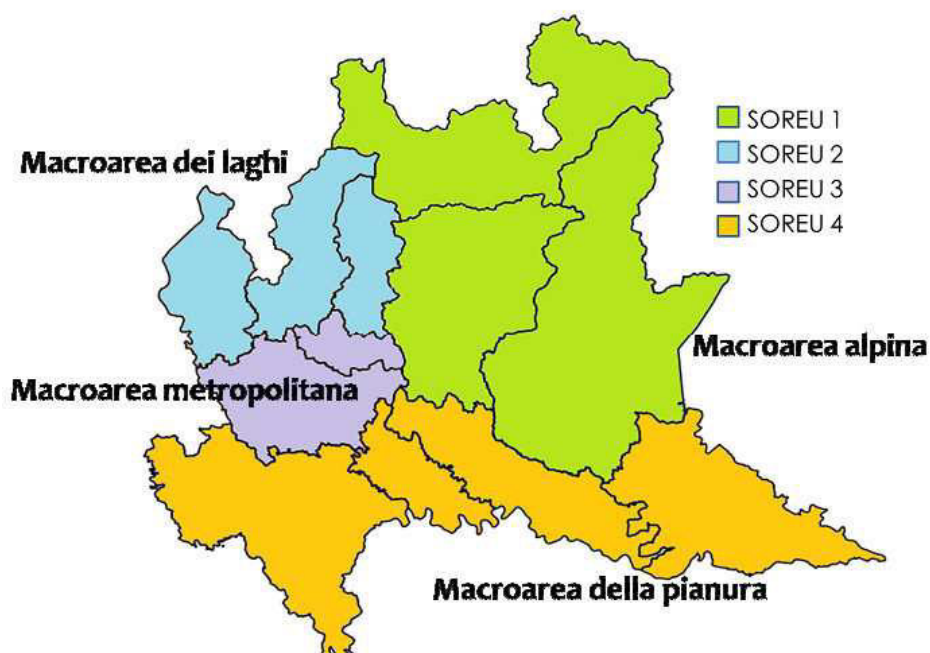 Macroarea dei laghi
SOREU 1
SOREU 2
SOREU 3
SOREU 4
Macroarea alpina
Macroarea metropolitana
Macroarea della pianura